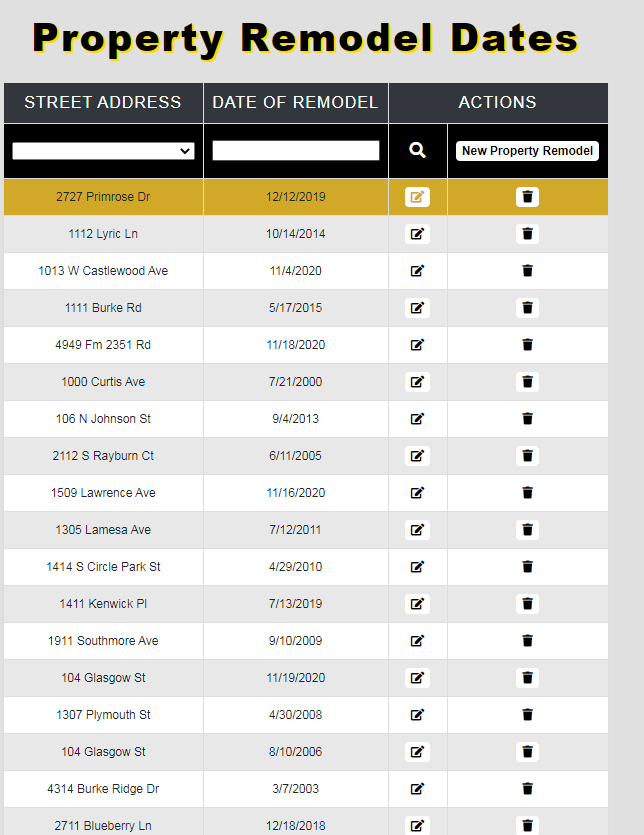 Property Remodel Dates
STREET ADDRESS DATE OF REMODEL ACTIONS
New Property Remodel
2727 Primrose Dr 12/12/2019
1112 Lyric Ln 10/14/2014
1013 W Castlewood Ave 11/4/2020
1111 Burke Rd 5/17/2015
4949 Fm 2351 Rd 11/18/2020
1000 Curtis Ave 7/21/2000
106 N Johnson St 9/4/2013
2112 S Rayburn Ct 6/11/2005
1509 Lawrence Ave 11/16/2020
1305 Lamesa Ave 7/12/2011
1414 S Circle Park St 4/29/2010
1411 Kenwick Pl 7/13/2019
1911 Southmore Ave 9/10/2009
104 Glasgow St 11/19/2020
1307 Plymouth St 4/30/2008
104 Glasgow St 8/10/2006
4314 Burke Ridge Dr 3/7/2003
2711 Blueberry Ln 12/18/2018